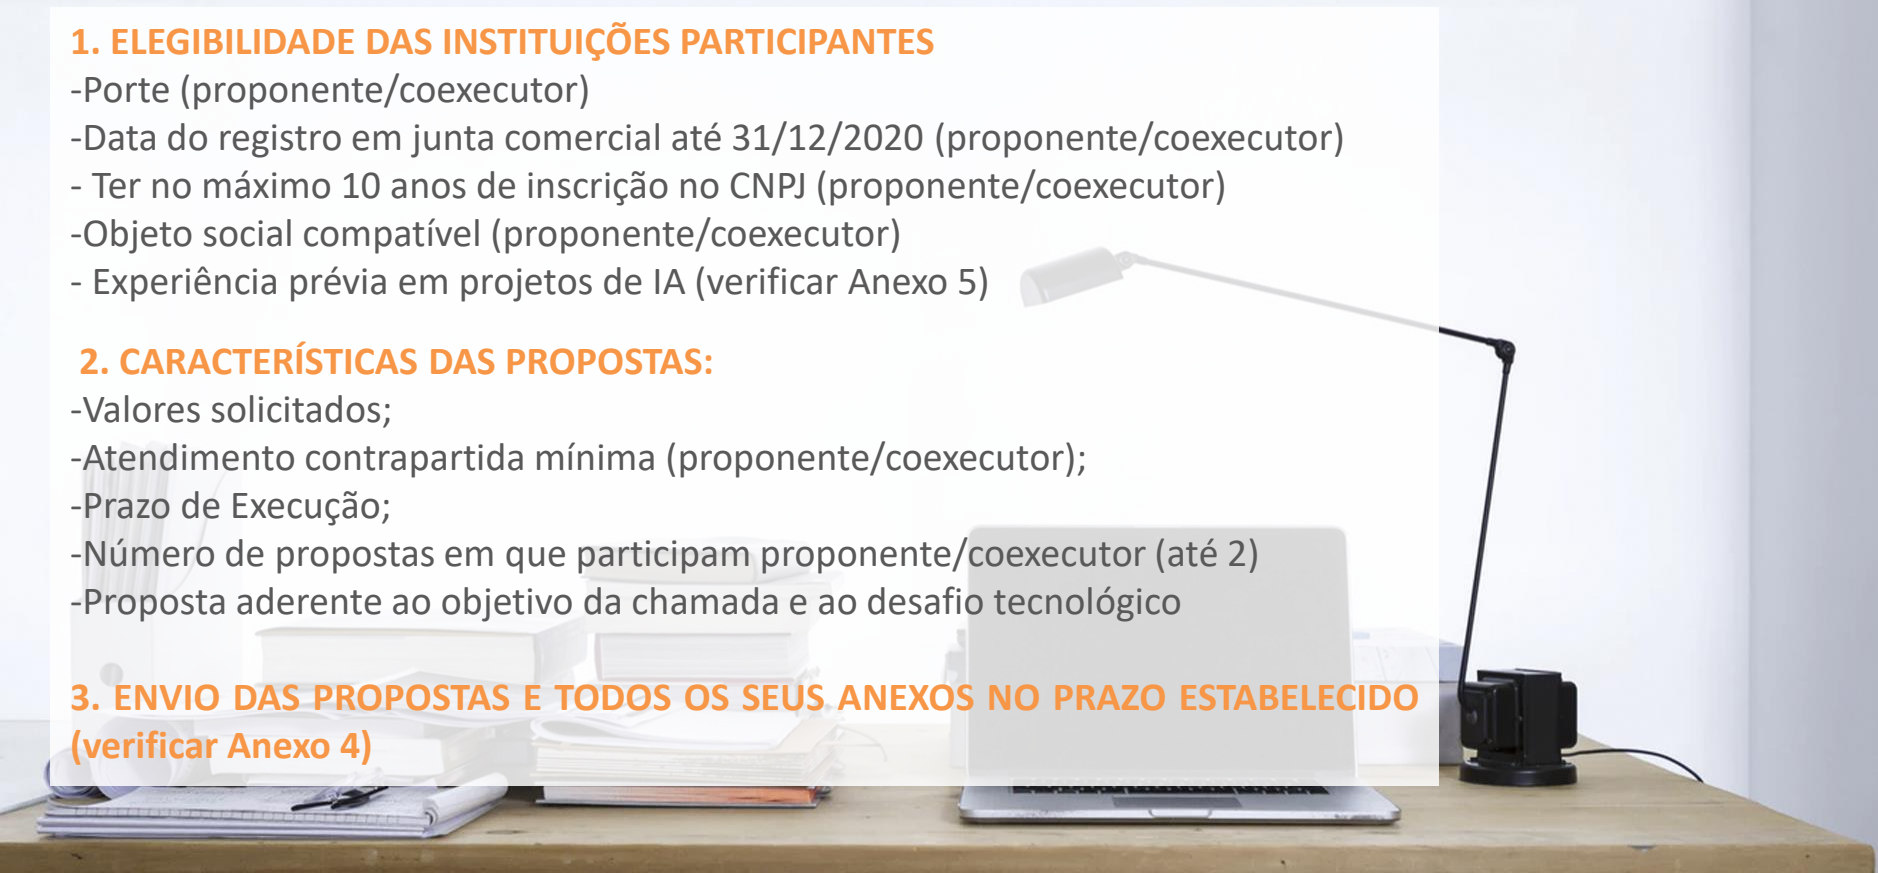 1. ELEGIBILIDADE DAS INSTITUIÇÕES PARTICIPANTES
-Porte (proponente/coexecutor)
-Data do registro em junta comercial até 31/12/2020 (proponente/coexecutor)
- Ter no máximo 10 anos de inscrição no CNPJ (proponente/coexecutor)
-Objeto social compatível (proponente/coexecutor)
- Experiência prévia em projetos de IA (verificar Anexo 5)
2. CARACTERÍSTICAS DAS PROPOSTAS:
-Valores solicitados;
-Atendimento contrapartida mínima (proponente/coexecutor);
-Prazo de Execução;
-Número de propostas em que participam proponente/coexecutor (até 2)
-Proposta aderente ao objetivo da chamada e ao desafio tecnológico
3. ENVIO DAS PROPOSTAS E TODOS OS SEUS ANEXOS NO PRAZO ESTABELECIDO
(verificar Anexo 4)